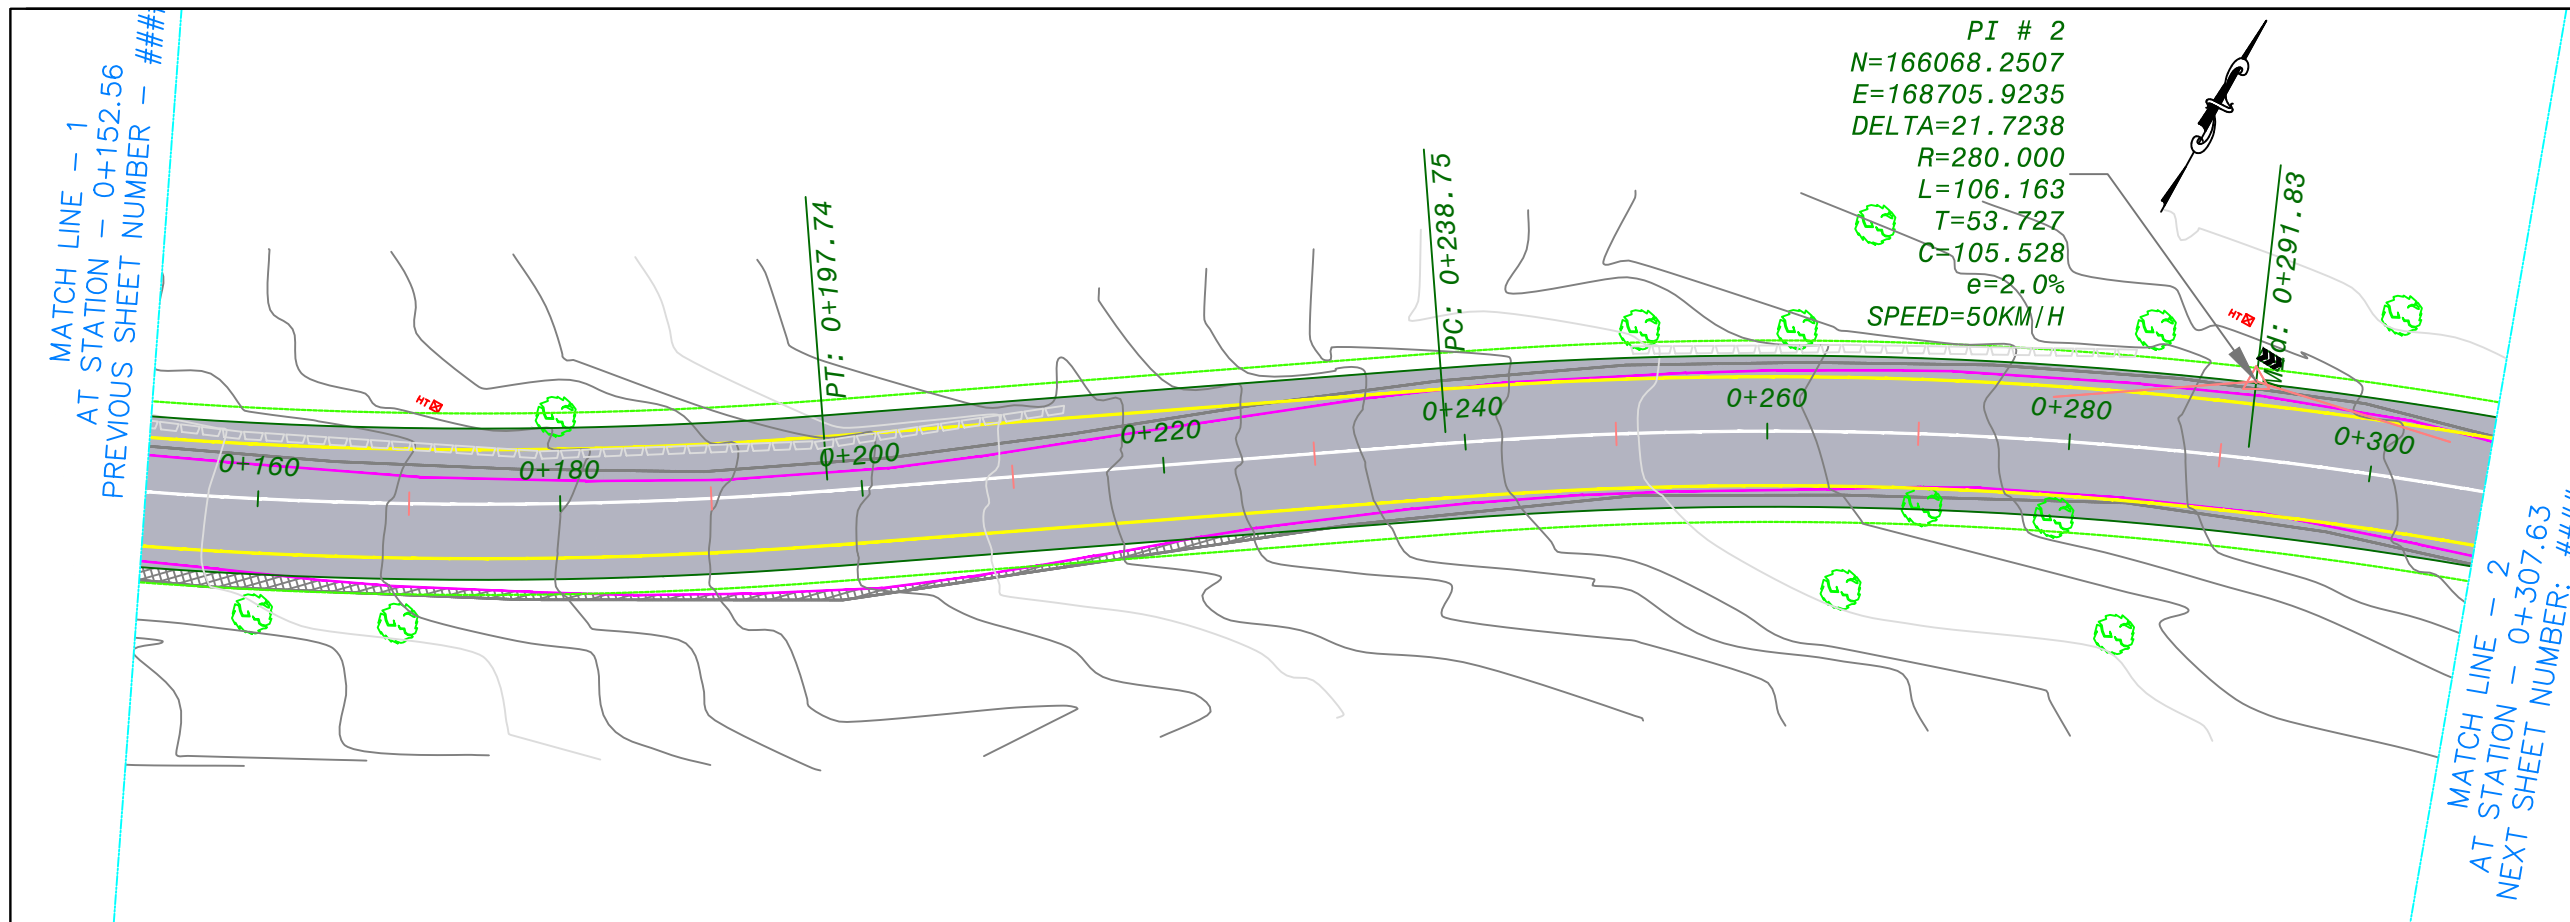 MATCH LINE - 1
AT STATION - 0+152.56
PREVIOUS SHEET NUMBER - ###
PI # 2
N=166068.2507
E=168705.9235
DELTA=21.7238
R=280.000
L=106.163
T=53.727
C=105.528
e=2.0%
SPEED=50KM/H
PT: 0+197.74
PC: 0+238.75
Mid: 0+291.83
HT
HT
0+160
0+180
0+200
0+220
0+240
0+260
0+280
0+300
MATCH LINE - 2
AT STATION - 0+307.63
NEXT SHEET NUMBER: ###